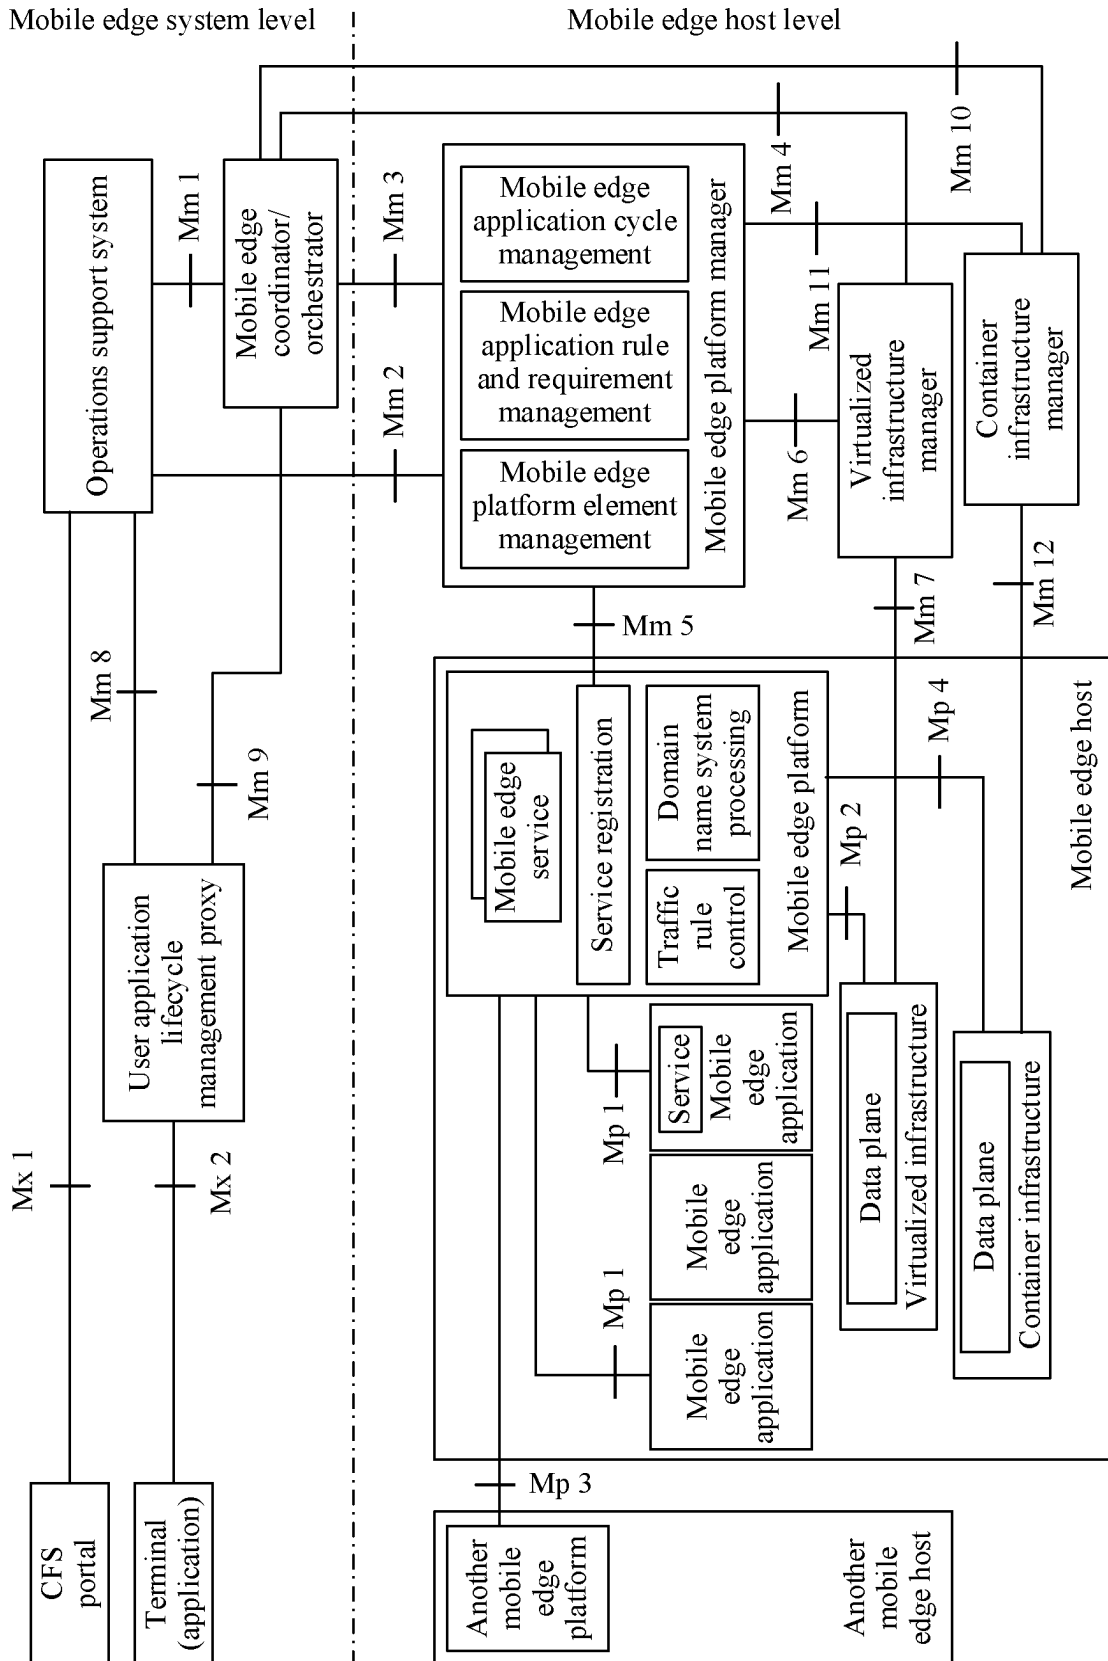 Mobile edge system level
Mobile edge host level
Operations support system
Mm 1
Mobile edge
coordinator/
orchestrator
Mm 3
Mm 2
Mm 8
Mm 9
User application
lifecycle
management proxy
Mx 1
Mx 2
CFS
portal
Terminal
(application)
Mobile edge
application cycle
management
Mobile edge
application rule
and requirement
management
Mobile edge
platform element
management
Mobile edge platform manager
Mm 4
Mm 10
Mm 11
Mm 6
Virtualized
infrastructure
manager
Container
infrastructure
manager
Mm 5
Mm 7
Mm 12
Mobile edge
service
Service registration
Domain
name system
processing
Traffic
rule
control
Mobile edge platform
Mp 2
Mp 4
Mobile edge host
Mp 1
Service
Mobile
edge
application
Mobile
edge
application
Mp 1
Mobile
edge
application
Data plane
Virtualized infrastructure
Data plane
Container infrastructure
Mp 3
Another
mobile
edge
platform
Another
mobile
edge host